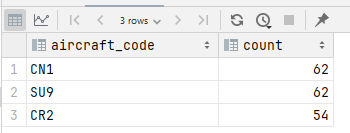 3 rows
aircraft_code count
1 CN1 62
2 SU9 62
3 CR2 54